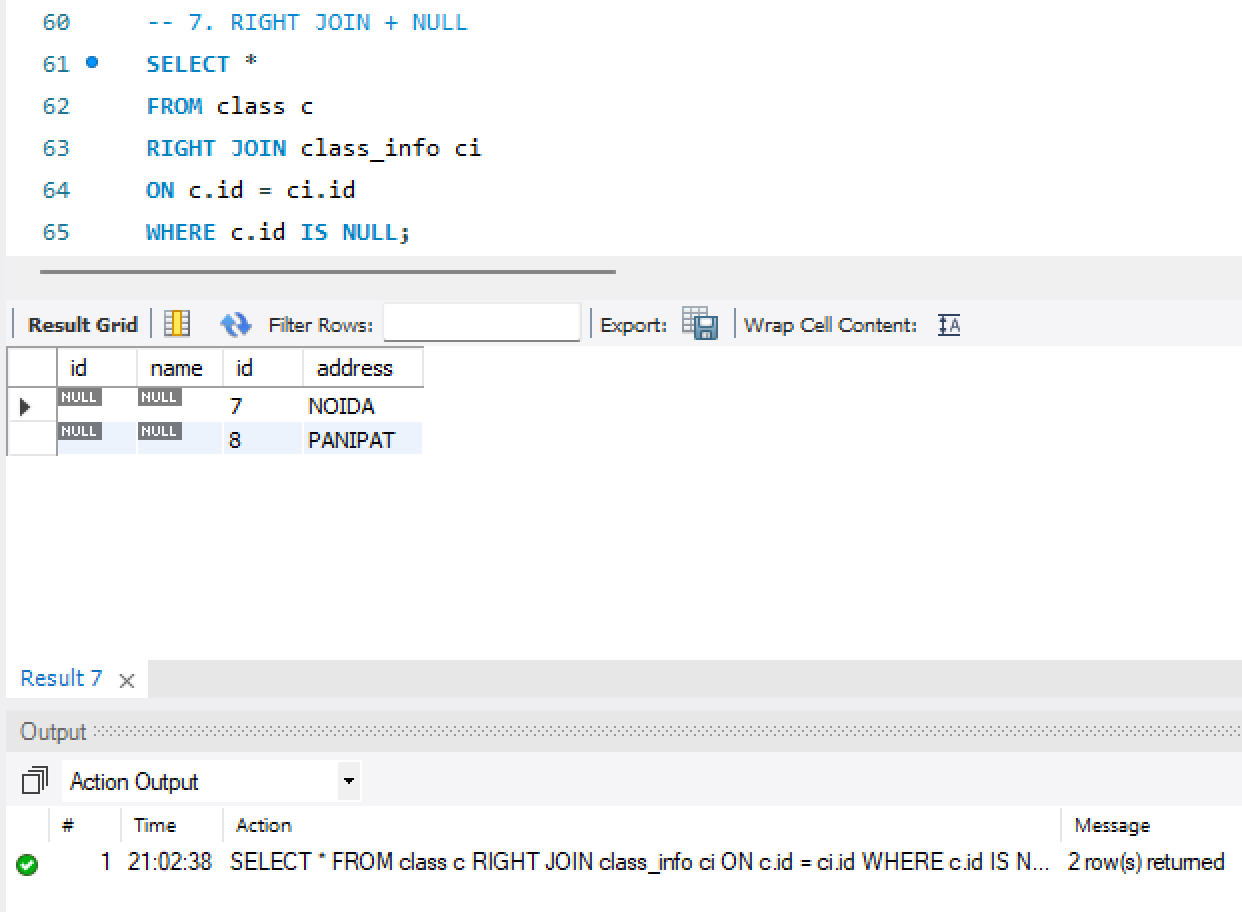 60 -- 7. RIGHT JOIN + NULL
61 SELECT *
62 FROM class c
63 RIGHT JOIN class_info ci
64 ON c.id = ci.id
65 WHERE c.id IS NULL;
Result Grid Filter Rows: Export: Wrap Cell Content: IA
id name id address
NULL NULL 7 NOIDA
NULL NULL 8 PANIPAT
Result 7 ×
Output
Action Output
# Time Action Message
1 21:02:38 SELECT * FROM class c RIGHT JOIN class_info ci ON c.id = ci.id WHERE c.id IS N... 2 row(s) returned